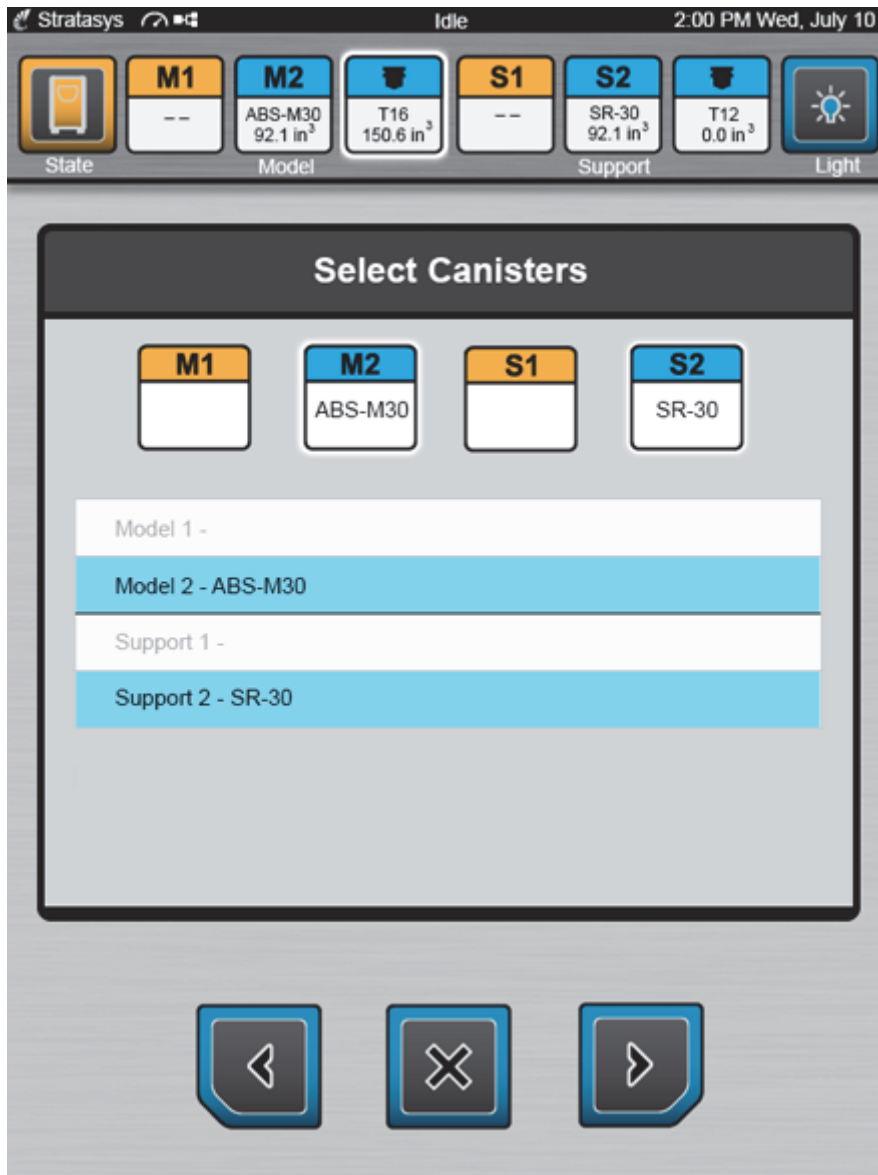 Stratasys Idle 2:00 PM Wed, July 10
M1 M2 S1 S2
-- ABS-M30 T16 -- SR-30 T12
92.1 in³ 150.6 in³ 92.1 in³ 0.0 in³
State Model Support Light
Select Canisters
M1 M2 S1 S2
ABS-M30 SR-30
Model 1 -
Model 2 - ABS-M30
Support 1 -
Support 2 - SR-30